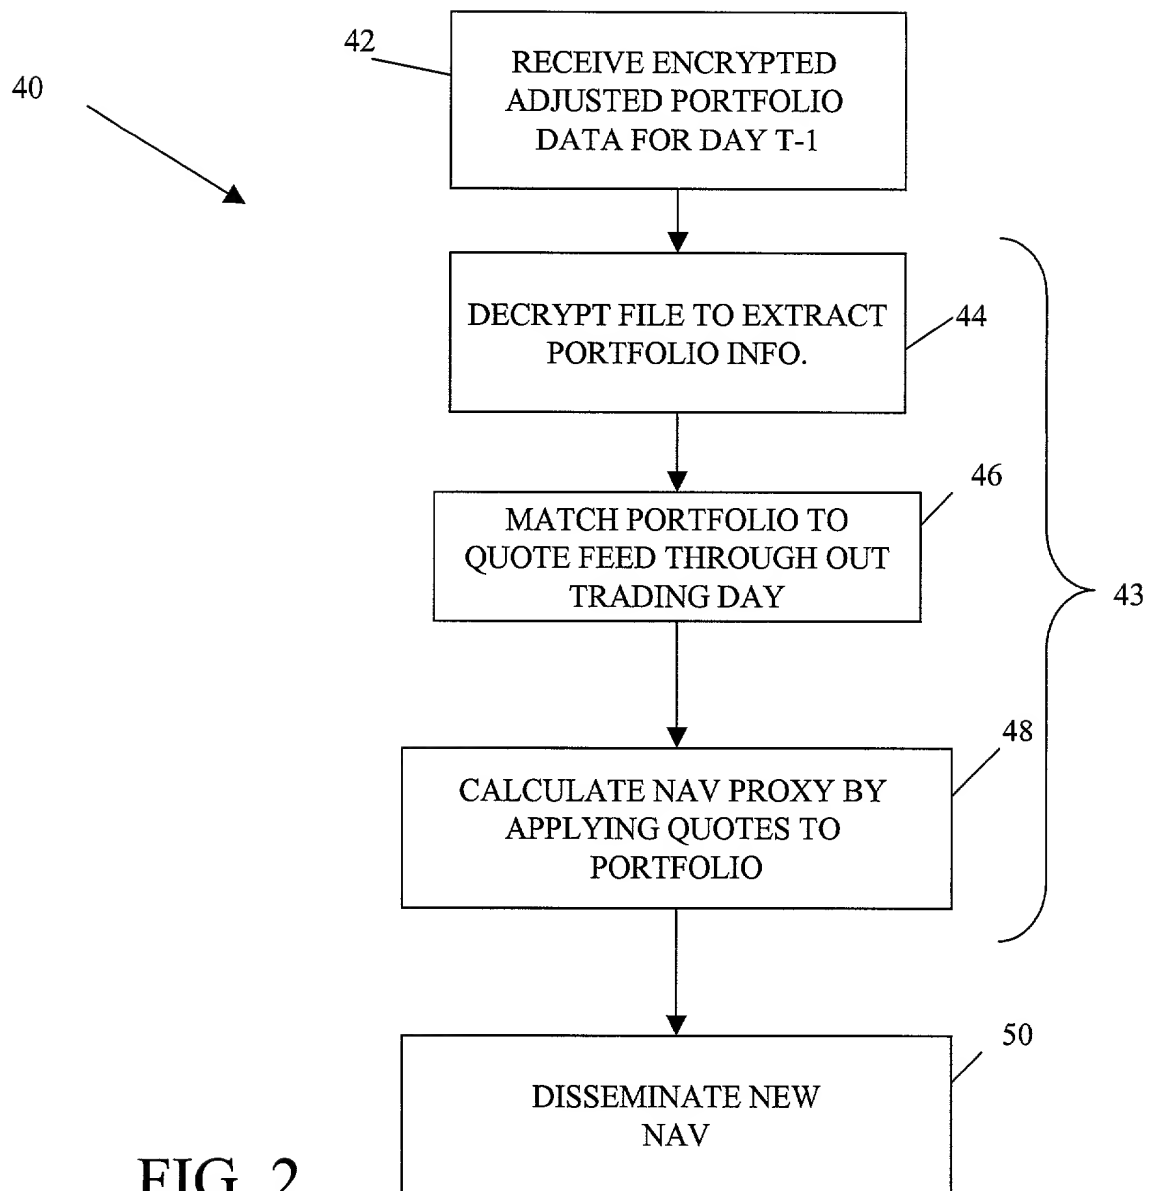 42
RECEIVE ENCRYPTED
ADJUSTED PORTFOLIO
DATA FOR DAY T-1
40
DECRYPT FILE TO EXTRACT
PORTFOLIO INFO.
44
46
MATCH PORTFOLIO TO
QUOTE FEED THROUGH OUT
TRADING DAY
43
48
CALCULATE NAV PROXY BY
APPLYING QUOTES TO
PORTFOLIO
50
DISSEMINATE NEW
NAV
FIG. 2